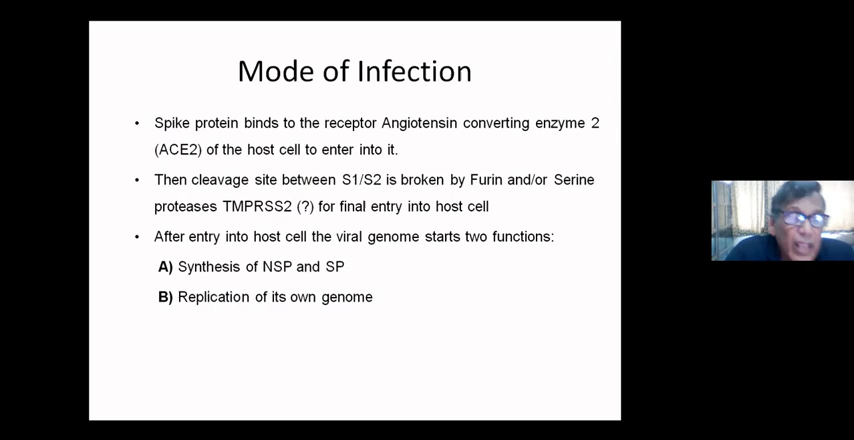 Mode of Infection
• Spike protein binds to the receptor Angiotensin converting enzyme 2
(ACE2) of the host cell to enter into it.
• Then cleavage site between S1/S2 is broken by Furin and/or Serine
proteases TMPRSS2 (?) for final entry into host cell
• After entry into host cell the viral genome starts two functions:
A) Synthesis of NSP and SP
B) Replication of its own genome